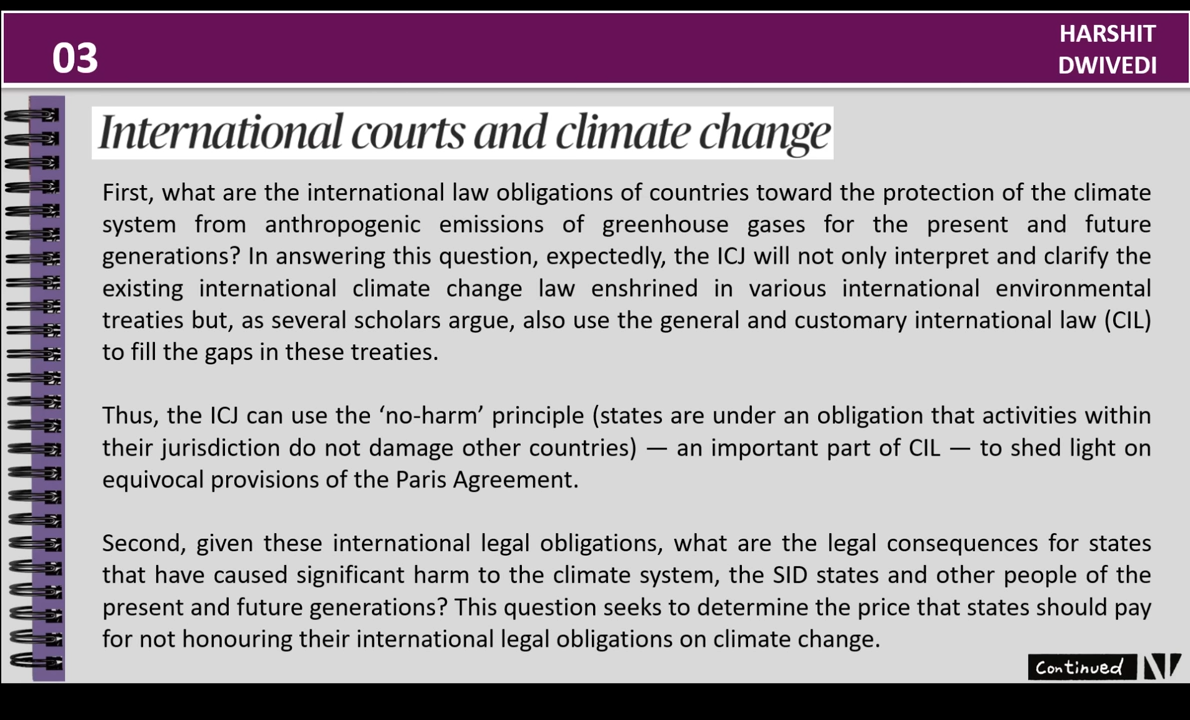 03
HARSHIT
DWIVEDI
International courts and climate change
First, what are the international law obligations of countries toward the protection of the climate
system from anthropogenic emissions of greenhouse gases for the present and future
generations? In answering this question, expectedly, the ICJ will not only interpret and clarify the
existing international climate change law enshrined in various international environmental
treaties but, as several scholars argue, also use the general and customary international law (CIL)
to fill the gaps in these treaties.
Thus, the ICJ can use the ‘no-harm’ principle (states are under an obligation that activities within
their jurisdiction do not damage other countries) — an important part of CIL — to shed light on
equivocal provisions of the Paris Agreement.
Second, given these international legal obligations, what are the legal consequences for states
that have caused significant harm to the climate system, the SID states and other people of the
present and future generations? This question seeks to determine the price that states should pay
for not honouring their international legal obligations on climate change.
Continued